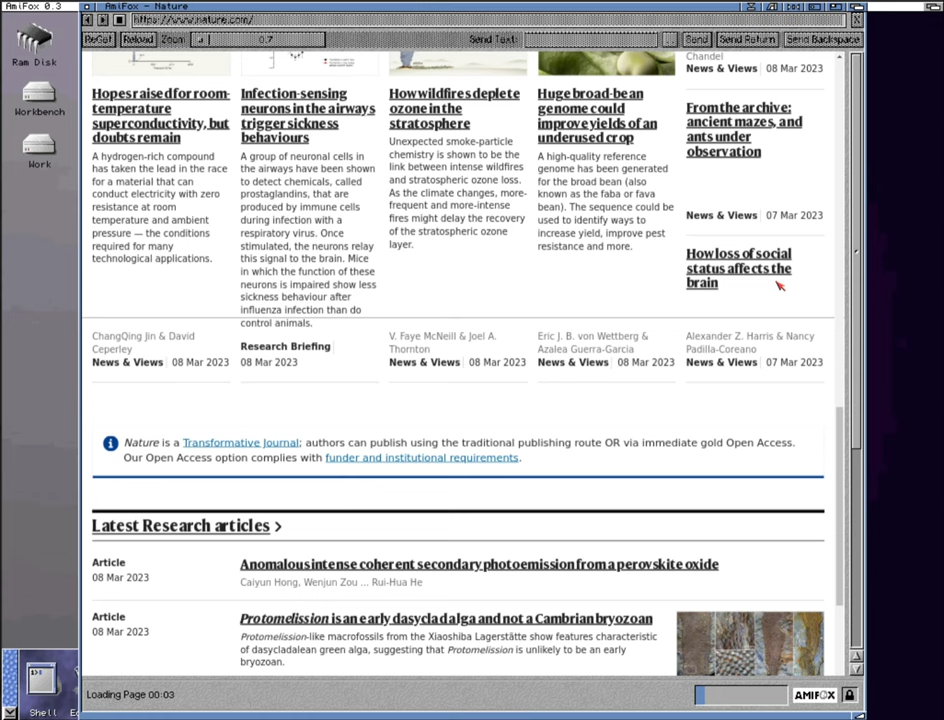 AmiFox 0.3
AmiFox - Nature
https://www.nature.com/
ReGet
Reload
Zoom
0.7
Send Text:
...
Send
Send Return
Send Backspace
Ram Disk
Workbench
Work
Hopes raised for room-
temperature
superconductivity, but
doubts remain
A hydrogen-rich compound
has taken the lead in the race
for a material that can
conduct electricity with zero
resistance at room
temperature and ambient
pressure — the conditions
required for many
technological applications.
ChangQing Jin & David
Ceperley
News & Views 08 Mar 2023
Infection-sensing
neurons in the airways
trigger sickness
behaviours
A group of neuronal cells in
the airways have been shown
to detect chemicals, called
prostaglandins, that are
produced by immune cells
during infection with a
respiratory virus. Once
stimulated, the neurons relay
this signal to the brain. Mice
in which the function of these
neurons is impaired show less
sickness behaviour after
influenza infection than do
control animals.
Research Briefing
08 Mar 2023
How wildfires deplete
ozone in the
stratosphere
Unexpected smoke-particle
chemistry is shown to be the
link between intense wildfires
and stratospheric ozone loss.
As the climate changes, more-
frequent and more-intense
fires might delay the recovery
of the stratospheric ozone
layer.
V. Faye McNeill & Joel A.
Thornton
News & Views 08 Mar 2023
Huge broad-bean
genome could
improve yields of an
underused crop
A high-quality reference
genome has been generated
for the broad bean (also
known as the faba or fava
bean). The sequence could be
used to identify ways to
increase yield, improve pest
resistance and more.
Eric J. B. von Wettberg &
Azalea Guerra-Garcia
News & Views 08 Mar 2023
Chandel
News & Views 08 Mar 2023
From the archive:
ancient mazes, and
ants under
observation
News & Views 07 Mar 2023
How loss of social
status affects the
brain
Alexander Z. Harris & Nancy
Padilla-Coreano
News & Views 07 Mar 2023
Nature is a Transformative Journal; authors can publish using the traditional publishing route OR via immediate gold Open Access.
Our Open Access option complies with funder and institutional requirements.
Latest Research articles >
Article
08 Mar 2023
Anomalous intense coherent secondary photoemission from a perovskite oxide
Caiyun Hong, Wenjun Zou ... Rui-Hua He
Article
08 Mar 2023
Protomelission is an early dasyclad alga and not a Cambrian bryozoan
Protomelission-like macrofossils from the Xiaoshiba Lagerstätte show features characteristic
of dasycladalean green alga, suggesting that Protomelission is unlikely to be an early
bryozoan.
Shell
Loading Page 00:03
AMIFOX